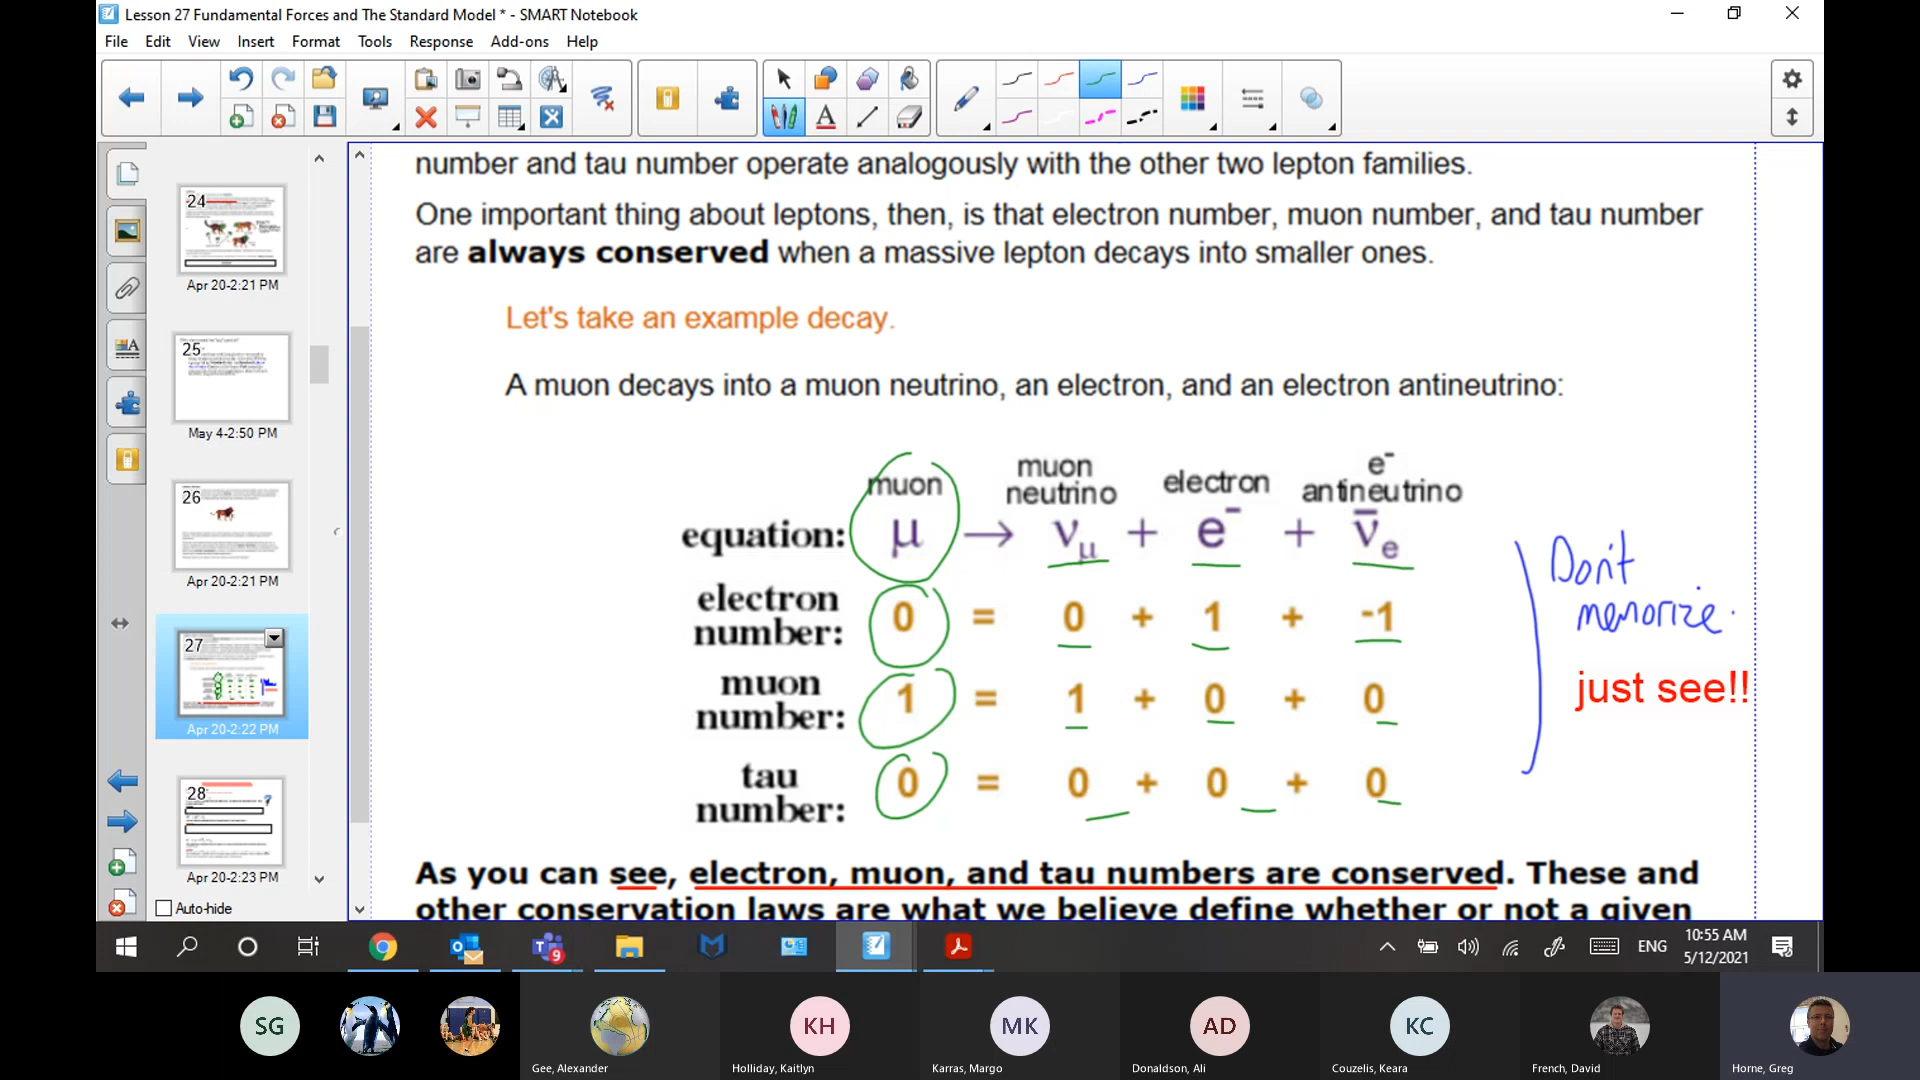 Lesson 27 Fundamental Forces and The Standard Model * - SMART Notebook
File Edit View Insert Format Tools Response Add-ons Help
24
Apr 20-2:21 PM
25
May 4-2:50 PM
26
Apr 20-2:21 PM
27
Apr 20-2:22 PM
28
Apr 20-2:23 PM
Auto-hide
number and tau number operate analogously with the other two lepton families.
One important thing about leptons, then, is that electron number, muon number, and tau number
are always conserved when a massive lepton decays into smaller ones.
Let's take an example decay.
A muon decays into a muon neutrino, an electron, and an electron antineutrino:
muon muon neutrino electron e⁻ antineutrino
equation: μ → νμ + e⁻ + ν̄e
electron number: 0 = 0 + 1 + -1
muon number: 1 = 1 + 0 + 0
tau number: 0 = 0 + 0 + 0
Don't
memorize.
just see!!
As you can see, electron, muon, and tau numbers are conserved. These and
other conservation laws are what we believe define whether or not a given
9
ENG
10:55 AM
5/12/2021
SG
KH
MK
AD
KC
Gee, Alexander
Holliday, Kaitlyn
Karras, Margo
Donaldson, Ali
Couzelis, Keara
French, David
Horne, Greg